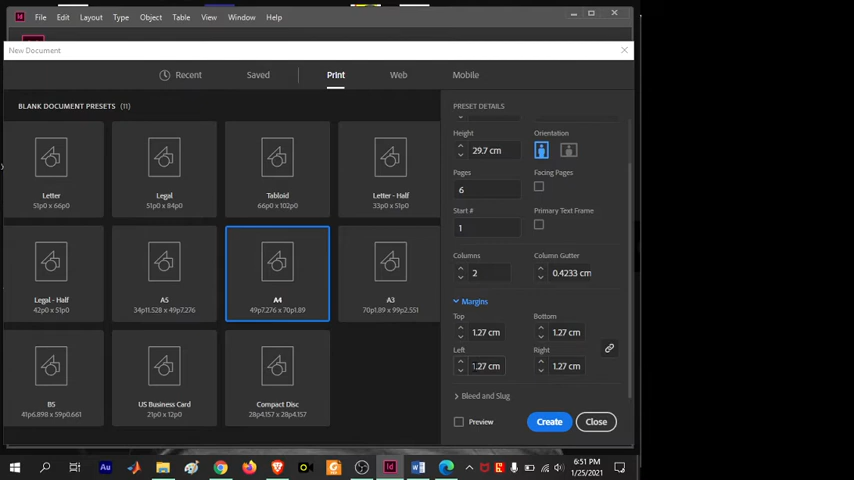 Id File Edit Layout Type Object Table View Window Help
New Document
Recent Saved Print Web Mobile
BLANK DOCUMENT PRESETS (11)
PRESET DETAILS
Height Orientation
29.7 cm
Pages Facing Pages
6
Start # Primary Text Frame
1
Columns Column Gutter
2 0.4233 cm
Margins
Top Bottom
1.27 cm 1.27 cm
Left Right
1.27 cm 1.27 cm
Bleed and Slug
Preview Create Close
Letter Legal Tabloid Letter - Half
51p0 x 66p0 51p0 x 84p0 66p0 x 102p0 33p0 x 51p0
Legal - Half A5 A4 A3
42p0 x 51p0 34p11.528 x 49p7.276 49p7.276 x 70p1.89 70p1.89 x 99p2.551
B5 US Business Card Compact Disc
41p6.898 x 59p0.661 21p0 x 12p0 28p4.157 x 28p4.157
Au Id W 6:51 PM
1/25/2021